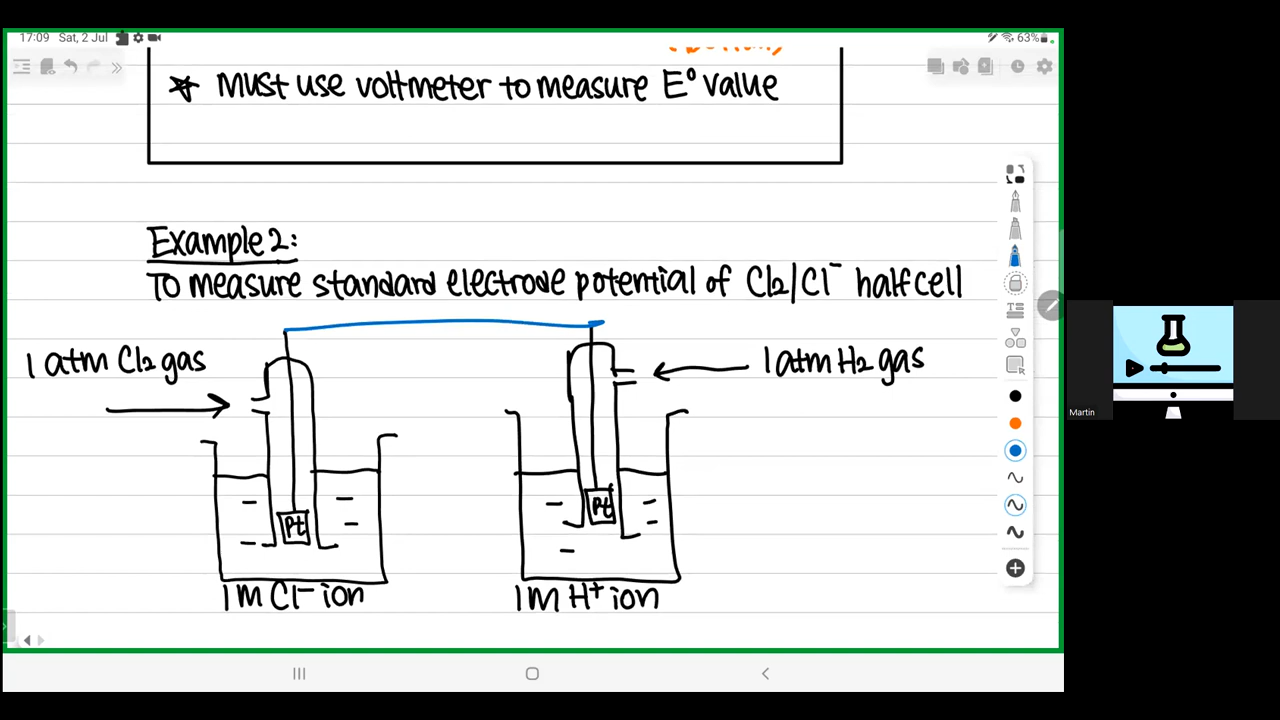 17:09 Sat, 2 Jul
63%
* Must use voltmeter to measure E° value
Example 2:
To measure standard electrode potential of Cl2/Cl⁻ half cell
1 atm Cl2 gas
1 atm H2 gas
Pt
Pt
1M Cl⁻ ion
1M H⁺ ion
Martin